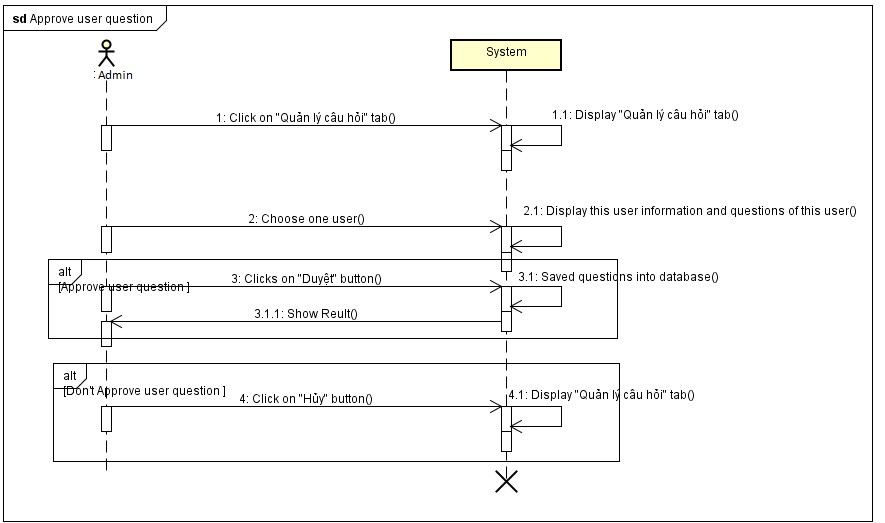 sd Approve user question
: Admin
System
1: Click on "Quản lý câu hỏi" tab()
1.1: Display "Quản lý câu hỏi" tab()
2: Choose one user()
2.1: Display this user information and questions of this user()
alt
[Approve user question ]
3: Clicks on "Duyệt" button()
3.1: Saved questions into database()
3.1.1: Show Reult()
alt
[Don't Approve user question ]
4: Click on "Hủy" button()
4.1: Display "Quản lý câu hỏi" tab()